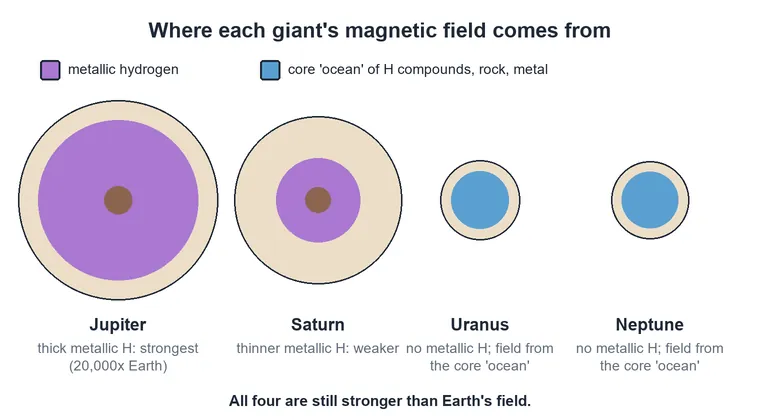 Where each giant's magnetic field comes from
metallic hydrogen
core 'ocean' of H compounds, rock, metal
Jupiter
thick metallic H: strongest
(20,000x Earth)
Saturn
thinner metallic H: weaker
Uranus
no metallic H; field from
the core 'ocean'
Neptune
no metallic H; field from
the core 'ocean'
All four are still stronger than Earth's field.